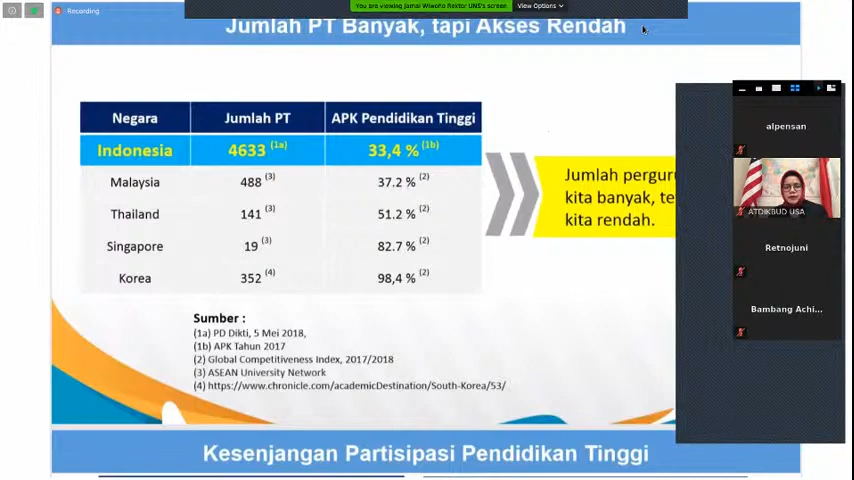 Recording
You are viewing Jamal Wiwoho Rektor UNS's screen
View Options
Jumlah PT Banyak, tapi Akses Rendah
Negara Jumlah PT APK Pendidikan Tinggi
Indonesia 4633 (1a) 33,4 % (1b)
Malaysia 488 (3) 37.2 % (2)
Thailand 141 (3) 51.2 % (2)
Singapore 19 (3) 82.7 % (2)
Korea 352 (4) 98,4 % (2)
Jumlah pergur
kita banyak, te
kita rendah.
Sumber :
(1a) PD Dikti, 5 Mei 2018,
(1b) APK Tahun 2017
(2) Global Competitiveness Index, 2017/2018
(3) ASEAN University Network
(4) https://www.chronicle.com/academicDestination/South-Korea/53/
Kesenjangan Partisipasi Pendidikan Tinggi
alpensan
ATDIKBUD USA
Retnojuni
Bambang Achi...